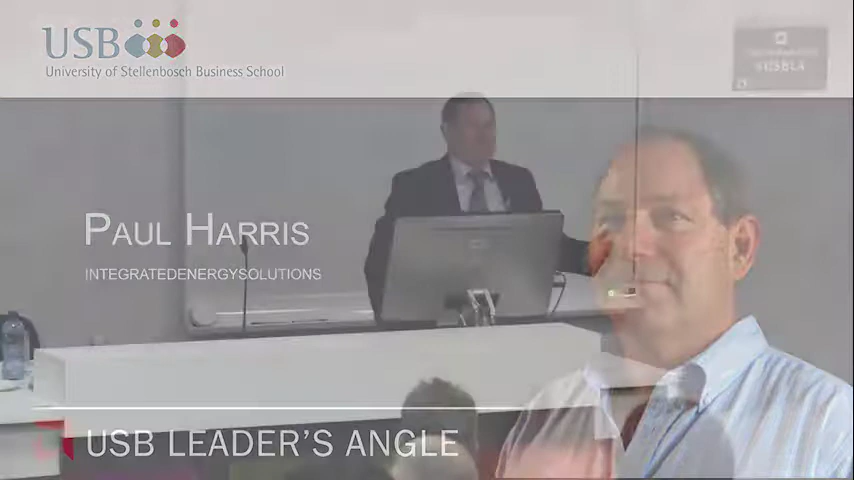 USB
University of Stellenbosch Business School
PAUL HARRIS
INTEGRATEDENERGYSOLUTIONS
USB LEADER'S ANGLE